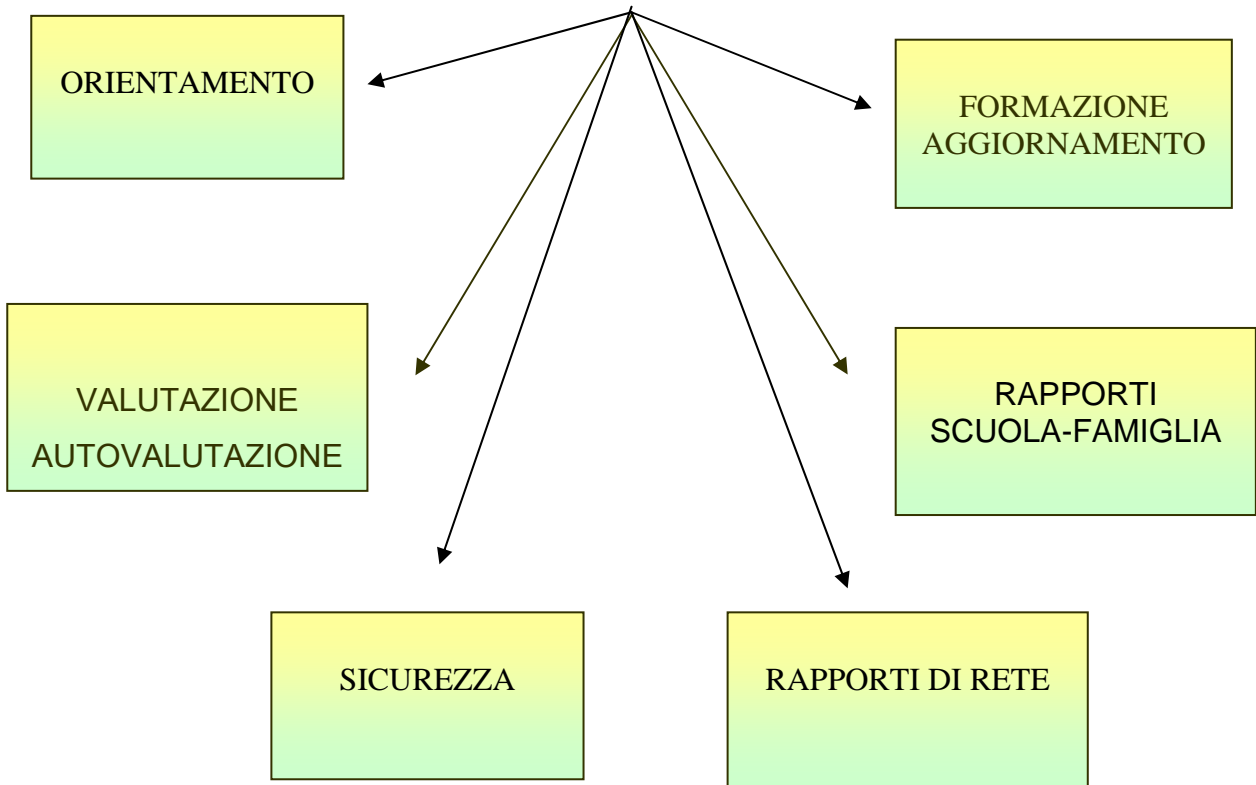 ORIENTAMENTO
FORMAZIONE
AGGIORNAMENTO
VALUTAZIONE
AUTOVALUTAZIONE
RAPPORTI
SCUOLA-FAMIGLIA
SICUREZZA
RAPPORTI DI RETE